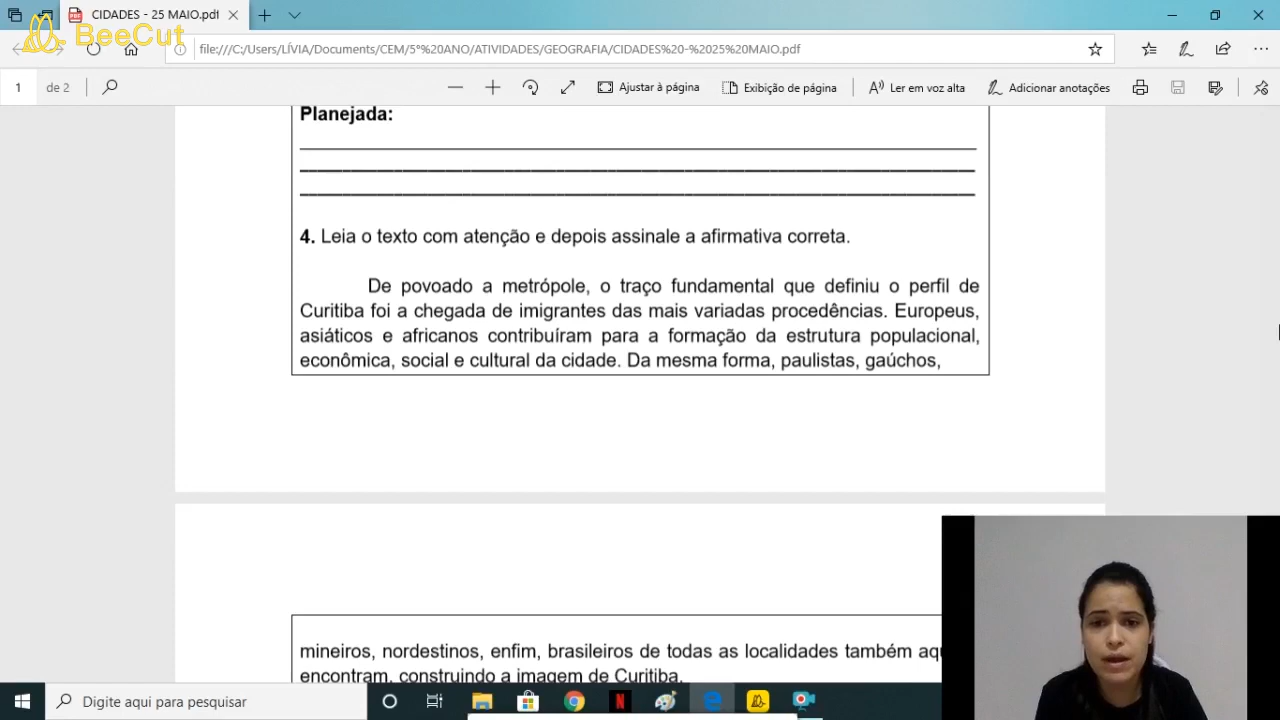 CIDADES - 25 MAIO.pdf
BeeCut
file:///C:/Users/LÍVIA/Documents/CEM/5°%20ANO/ATIVIDADES/GEOGRAFIA/CIDADES%20-%2025%20MAIO.pdf
1 de 2 Ajustar à página Exibição de página Ler em voz alta Adicionar anotações
Planejada:
4. Leia o texto com atenção e depois assinale a afirmativa correta.
De povoado a metrópole, o traço fundamental que definiu o perfil de
Curitiba foi a chegada de imigrantes das mais variadas procedências. Europeus,
asiáticos e africanos contribuíram para a formação da estrutura populacional,
econômica, social e cultural da cidade. Da mesma forma, paulistas, gaúchos,
mineiros, nordestinos, enfim, brasileiros de todas as localidades também
encontram, construindo a imagem de Curitiba.
Digite aqui para pesquisar